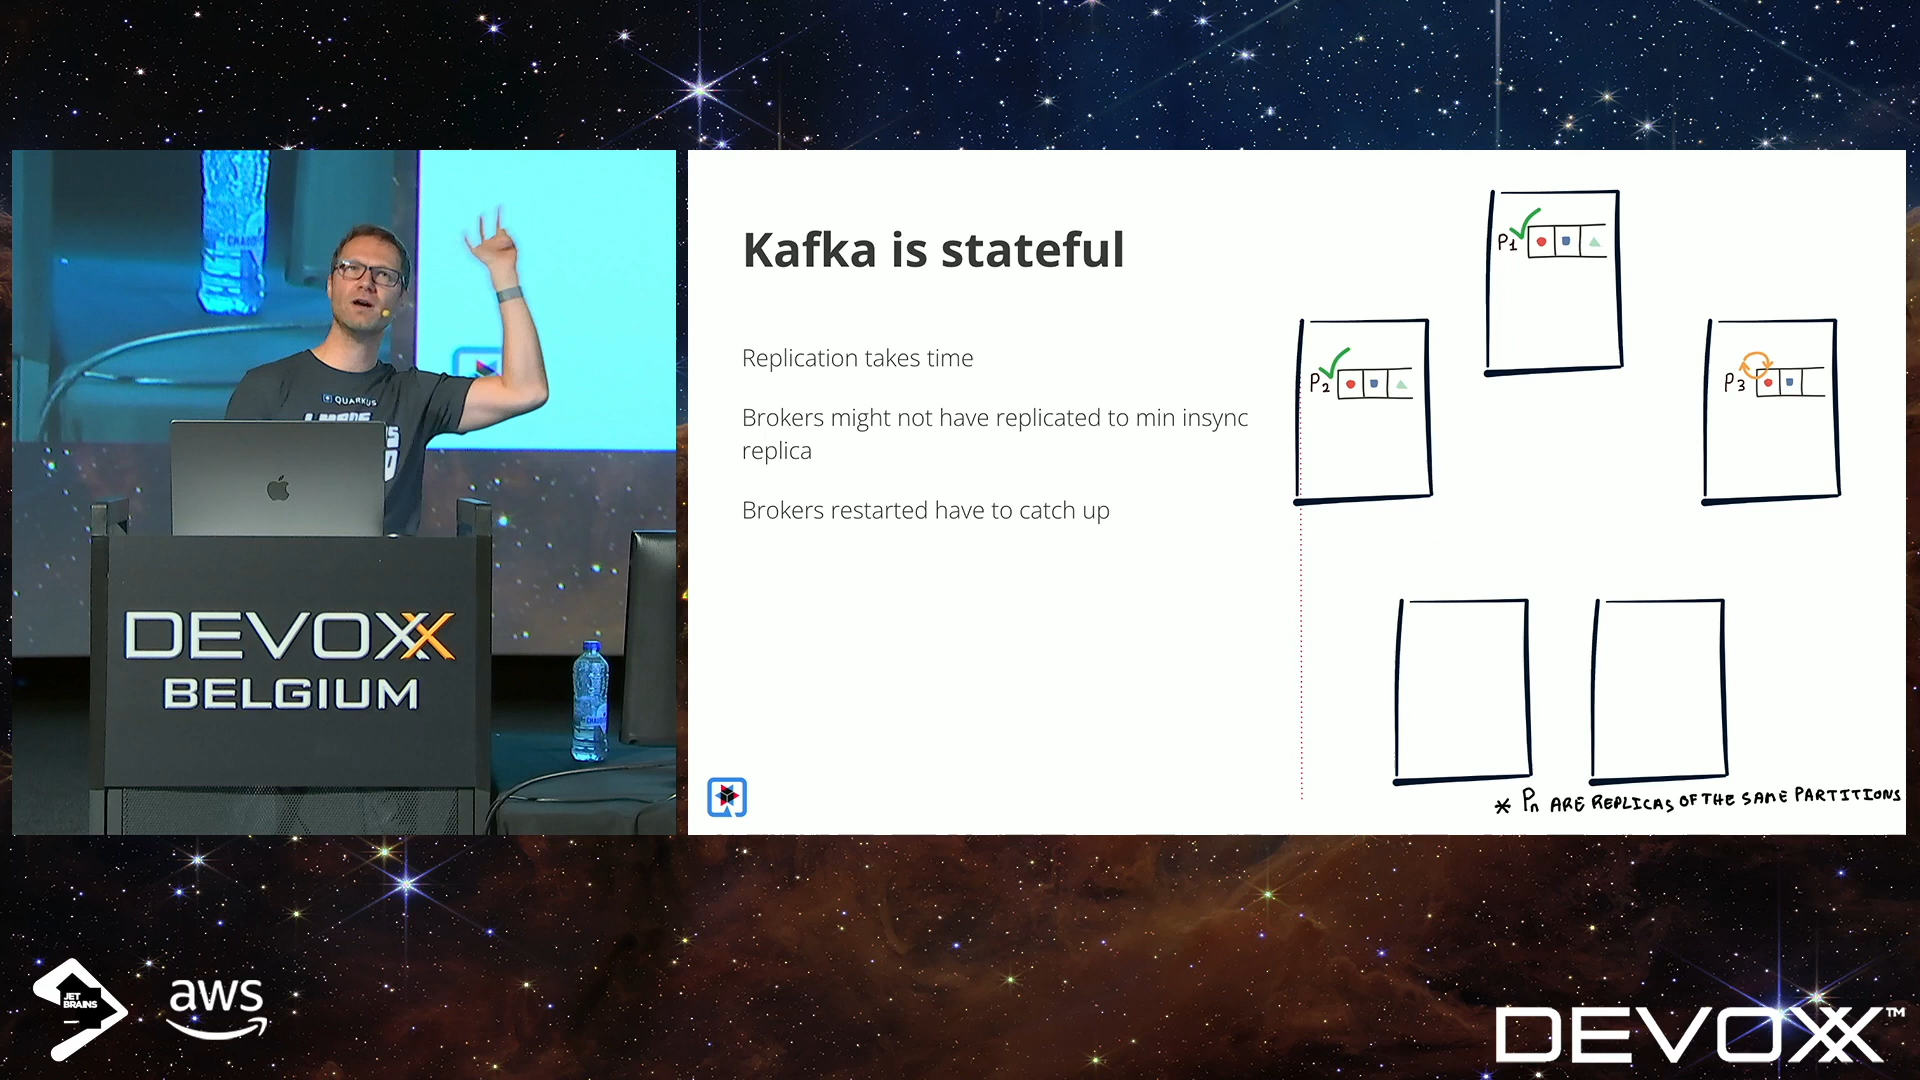 Kafka is stateful
Replication takes time
Brokers might not have replicated to min insync
replica
Brokers restarted have to catch up
P1
P2
P3
* Pn ARE REPLICAS OF THE SAME PARTITIONS
QUARKUS
DEVOXX
BELGIUM
JET
BRAINS
aws
DEVOXX™